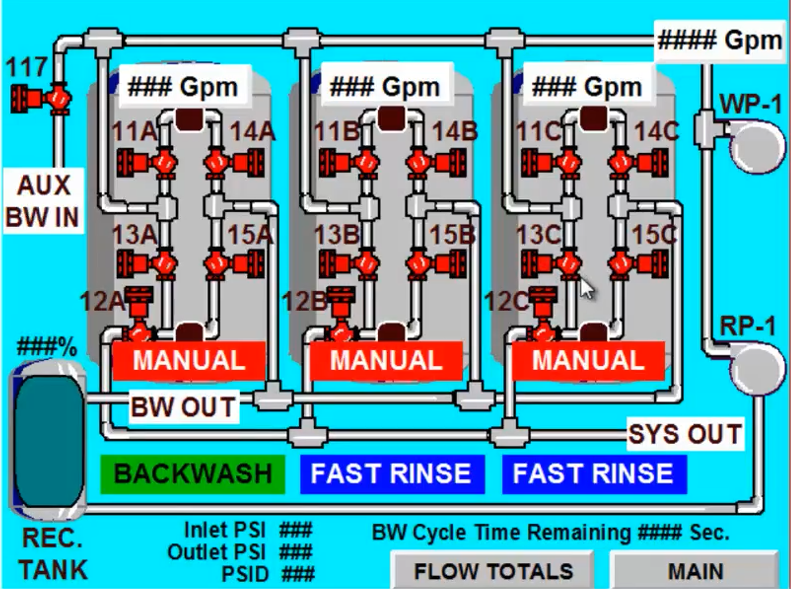 #### Gpm
117
### Gpm
### Gpm
### Gpm
WP-1
11A
14A
11B
14B
11C
14C
AUX
BW IN
13A
15A
13B
15B
13C
15C
12A
12B
12C
RP-1
###%
MANUAL
MANUAL
MANUAL
BW OUT
SYS OUT
BACKWASH
FAST RINSE
FAST RINSE
REC.
TANK
Inlet PSI ###
Outlet PSI ###
PSID ###
BW Cycle Time Remaining #### Sec.
FLOW TOTALS
MAIN